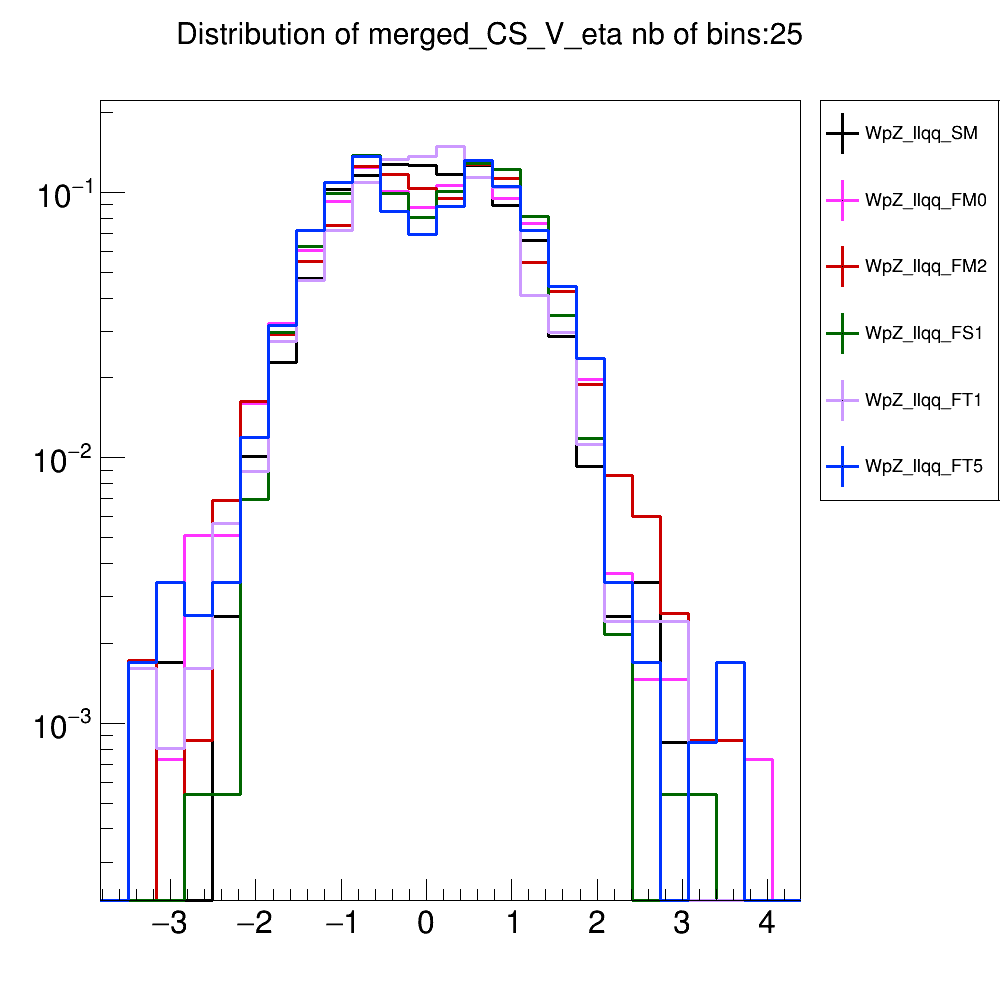 Distribution of merged_CS_V_eta nb of bins:25
10⁻¹
10⁻²
10⁻³
−3 −2 −1 0 1 2 3 4
WpZ_llqq_SM
WpZ_llqq_FM0
WpZ_llqq_FM2
WpZ_llqq_FS1
WpZ_llqq_FT1
WpZ_llqq_FT5